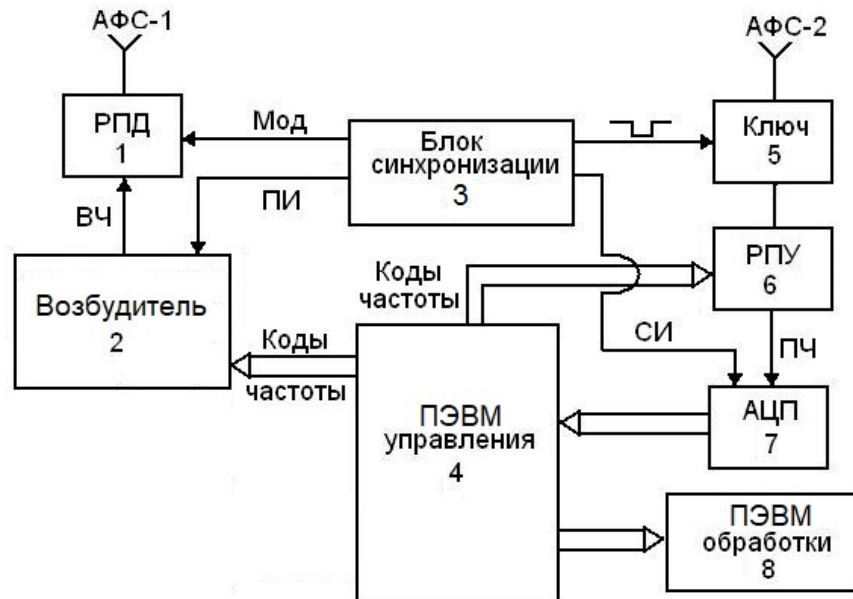 АФС-1
АФС-2
РПД
1
Мод
Блок
синхронизации
3
Ключ
5
ВЧ
ПИ
РПУ
6
Коды
частоты
Возбудитель
2
Коды
частоты
СИ
ПЧ
ПЭВМ
управления
4
АЦП
7
ПЭВМ
обработки
8